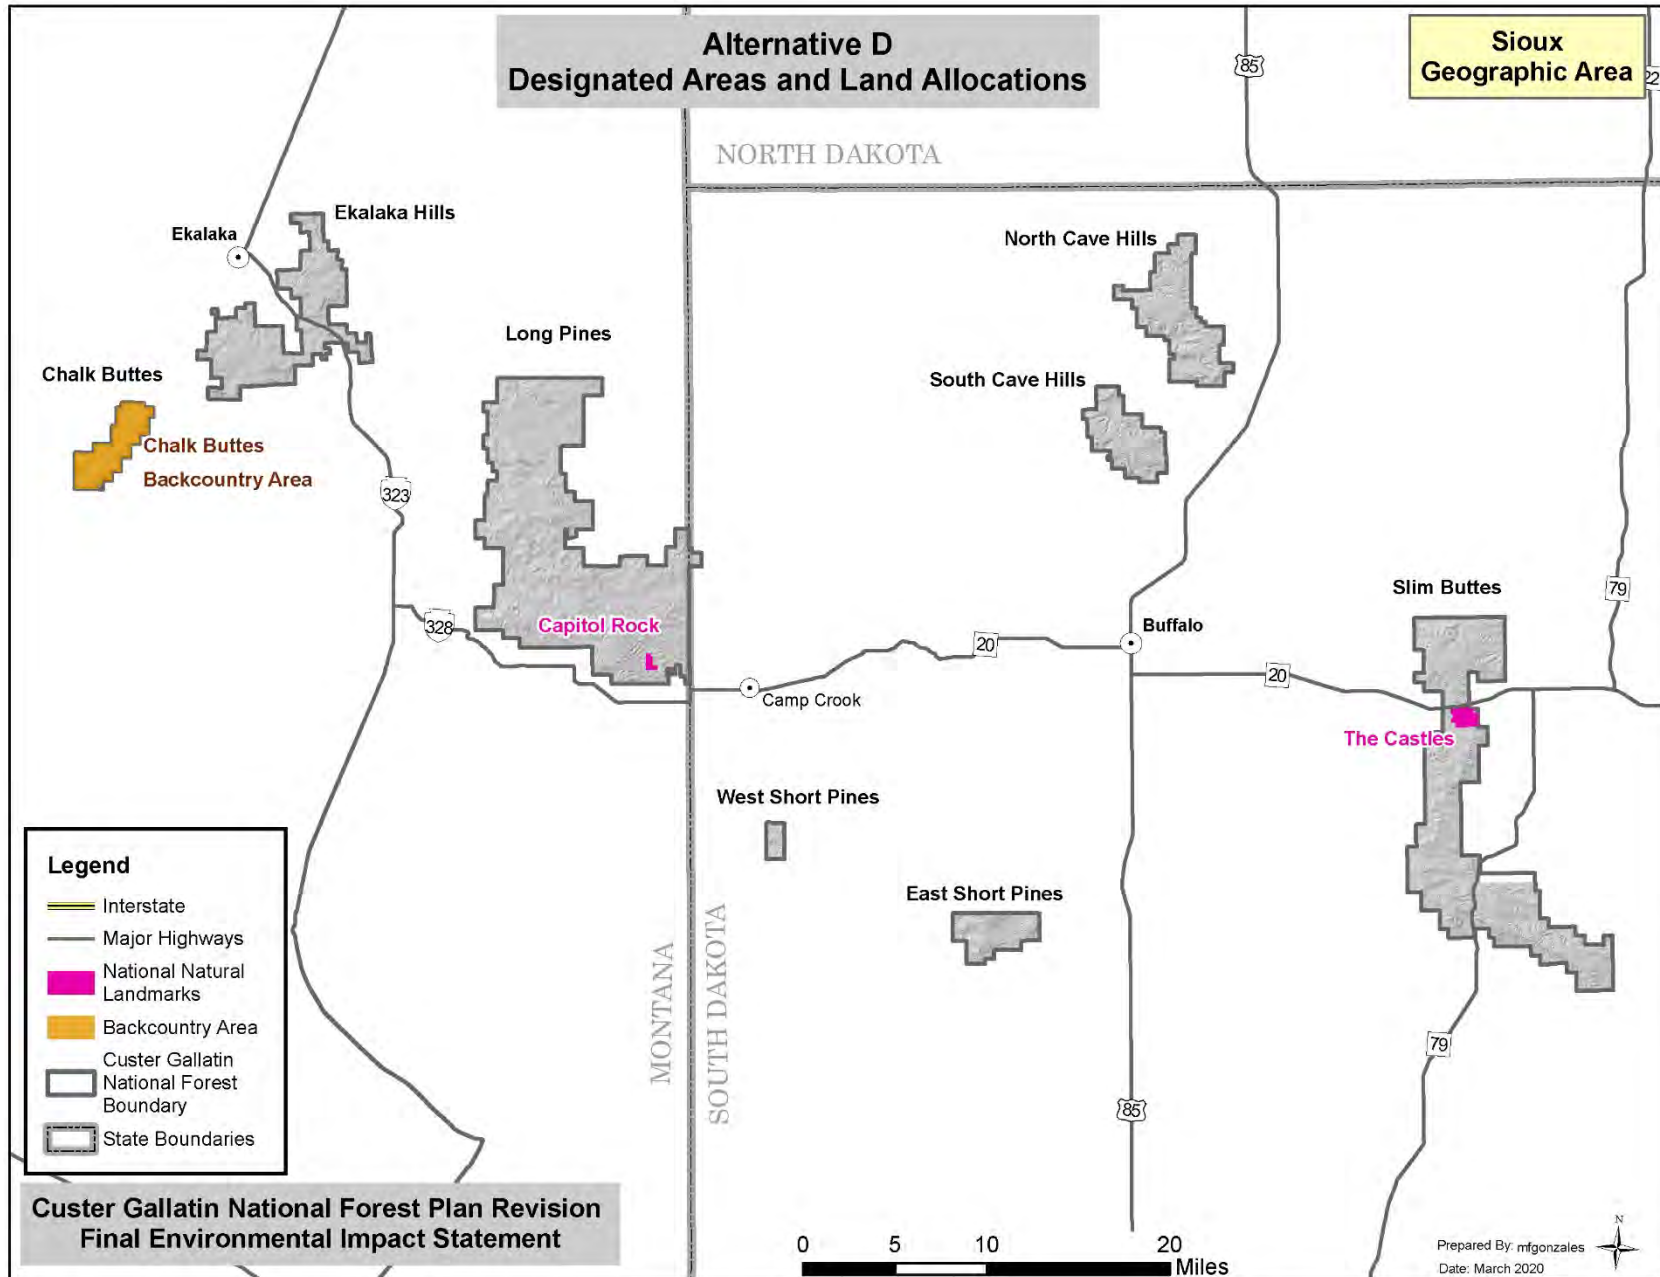 Alternative D
Designated Areas and Land Allocations
Sioux
Geographic Area
85
NORTH DAKOTA
Ekalaka Hills
Ekalaka
North Cave Hills
Long Pines
Chalk Buttes
South Cave Hills
Chalk Buttes
Backcountry Area
323
Slim Buttes
79
328
Capitol Rock
Buffalo
20
20
Camp Crook
The Castles
West Short Pines
East Short Pines
MONTANA
SOUTH DAKOTA
79
85
Legend
Interstate
Major Highways
National Natural
Landmarks
Backcountry Area
Custer Gallatin
National Forest
Boundary
State Boundaries
Custer Gallatin National Forest Plan Revision
Final Environmental Impact Statement
0 5 10 20
Miles
N
Prepared By: mfgonzales
Date: March 2020